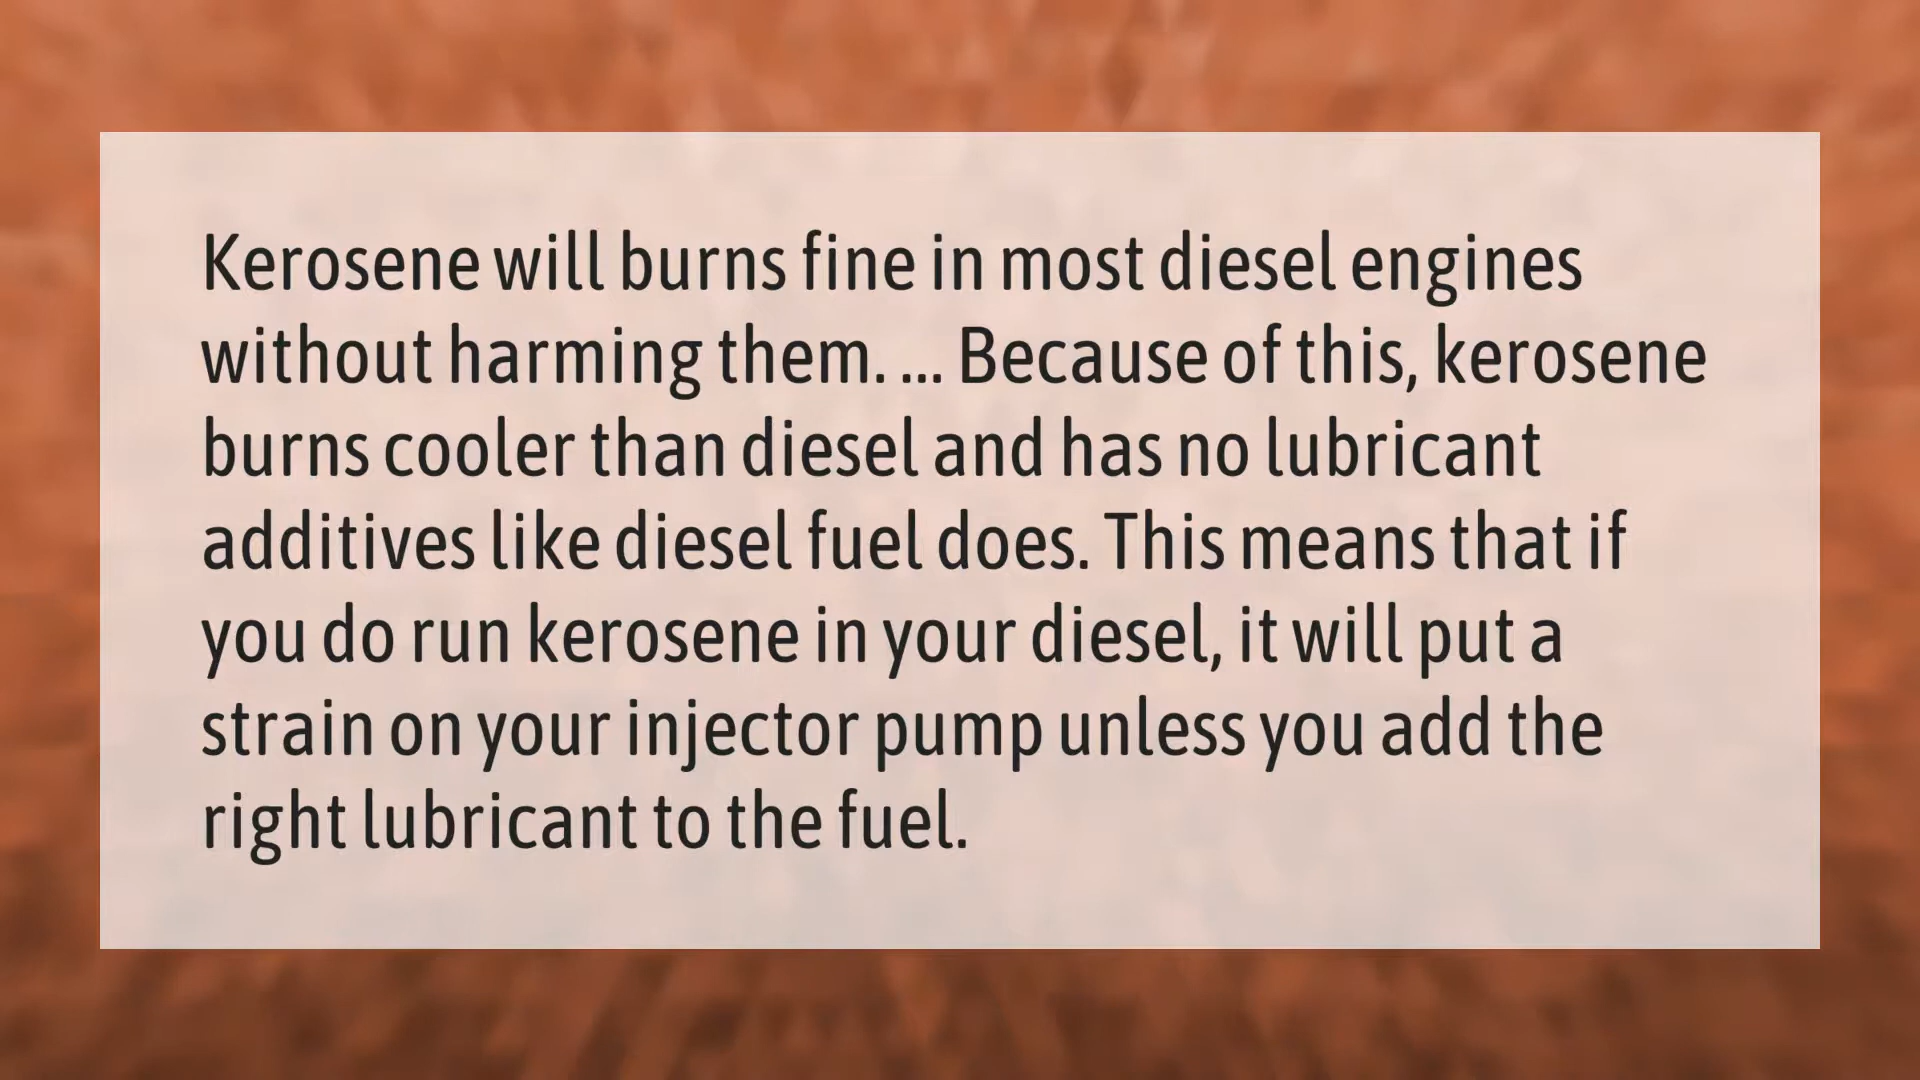 Kerosene will burns fine in most diesel engines
without harming them. ... Because of this, kerosene
burns cooler than diesel and has no lubricant
additives like diesel fuel does. This means that if
you do run kerosene in your diesel, it will put a
strain on your injector pump unless you add the
right lubricant to the fuel.